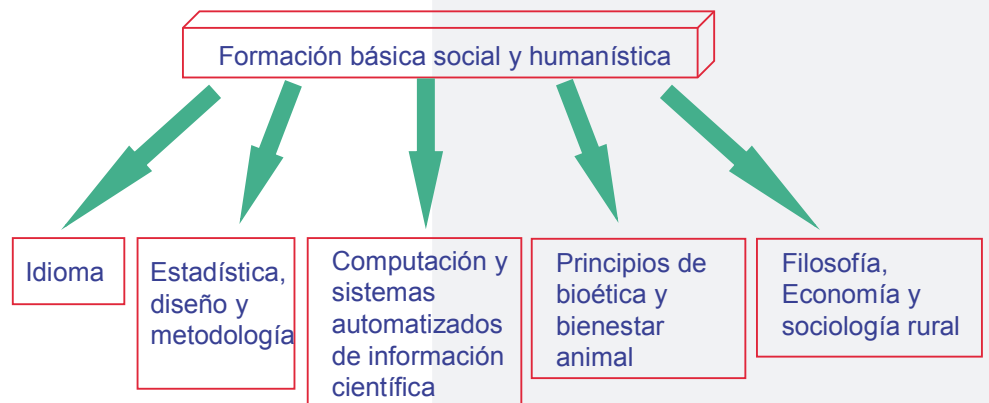 Formación básica social y humanística
Idioma
Estadística,
diseño y
metodología
Computación y
sistemas
automatizados
de información
científica
Principios de
bioética y
bienestar
animal
Filosofía,
Economía y
sociología rural